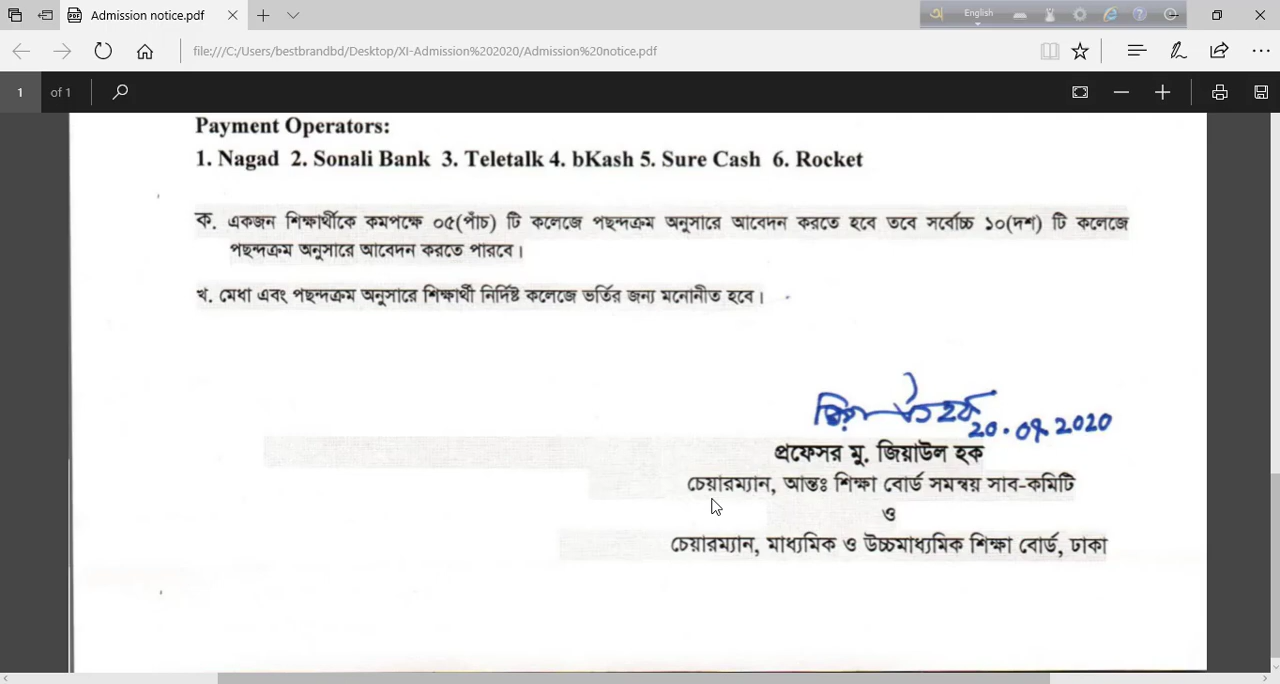 Admission notice.pdf
English
file:///C:/Users/bestbrandbd/Desktop/XI-Admission%202020/Admission%20notice.pdf
1 of 1
Payment Operators:
1. Nagad 2. Sonali Bank 3. Teletalk 4. bKash 5. Sure Cash 6. Rocket
ক. একজন শিক্ষার্থীকে কমপক্ষে ০৫(পাঁচ) টি কলেজে পছন্দক্রম অনুসারে আবেদন করতে হবে তবে সর্বোচ্চ ১০(দশ) টি কলেজে
পছন্দক্রম অনুসারে আবেদন করতে পারবে।
খ. মেধা এবং পছন্দক্রম অনুসারে শিক্ষার্থী নির্দিষ্ট কলেজে ভর্তির জন্য মনোনীত হবে।
20.07.2020
প্রফেসর মু. জিয়াউল হক
চেয়ারম্যান, আন্তঃ শিক্ষা বোর্ড সমন্বয় সাব-কমিটি
ও
চেয়ারম্যান, মাধ্যমিক ও উচ্চমাধ্যমিক শিক্ষা বোর্ড, ঢাকা